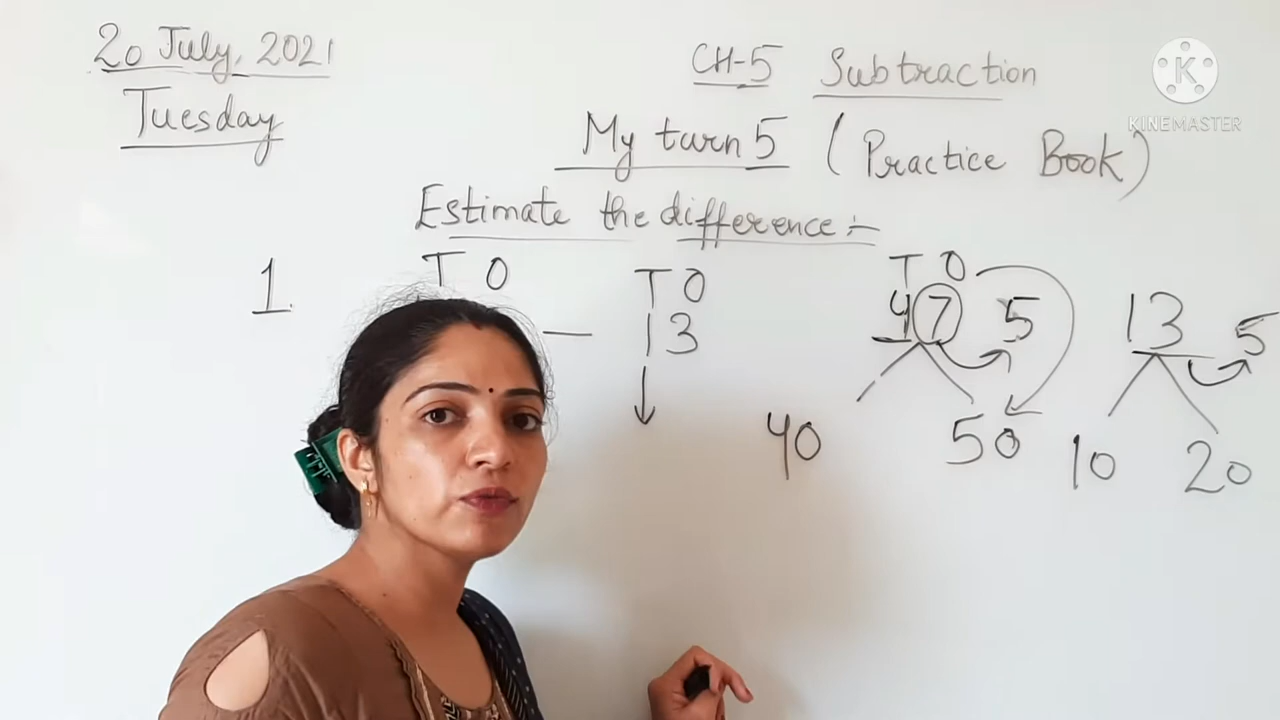 20 July, 2021
Tuesday
CH-5 Subtraction
My turn 5 (Practice Book)
Estimate the difference :-
1. T O T O
— 13
T O
47 5 13 5
40 50 10 20
KINEMASTER